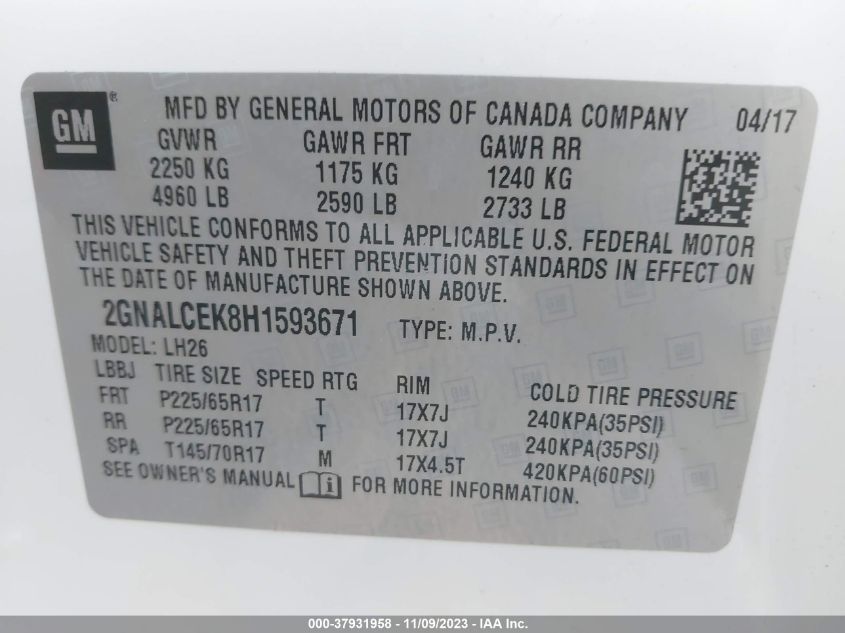 GM ® MFD BY GENERAL MOTORS OF CANADA COMPANY 04/17
GVWR GAWR FRT GAWR RR
2250 KG 1175 KG 1240 KG
4960 LB 2590 LB 2733 LB
THIS VEHICLE CONFORMS TO ALL APPLICABLE U.S. FEDERAL MOTOR
VEHICLE SAFETY AND THEFT PREVENTION STANDARDS IN EFFECT ON
THE DATE OF MANUFACTURE SHOWN ABOVE.
2GNALCEK8H1593671 TYPE: M.P.V.
MODEL: LH26
LBBJ TIRE SIZE SPEED RTG RIM COLD TIRE PRESSURE
FRT P225/65R17 T 17X7J 240KPA(35PSI)
RR P225/65R17 T 17X7J 240KPA(35PSI)
SPA T145/70R17 M 17X4.5T 420KPA(60PSI)
SEE OWNER'S MANUAL FOR MORE INFORMATION.
000-37931958 - 11/09/2023 - IAAI.com